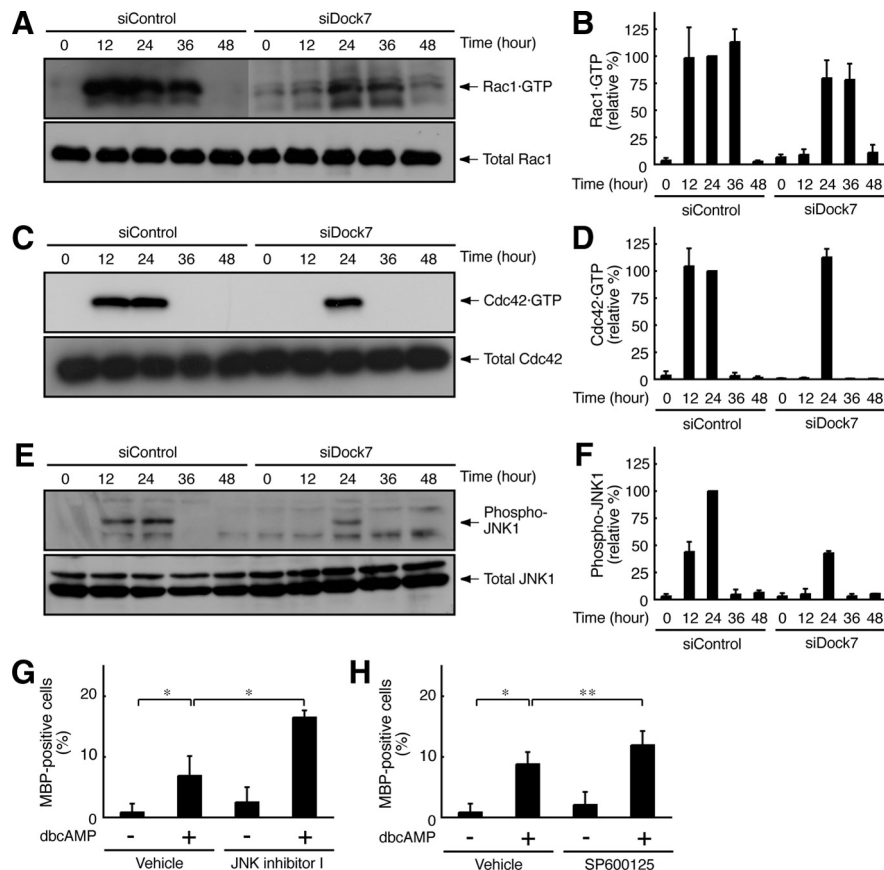 A
siControl siDock7
0 12 24 36 48 0 12 24 36 48 Time (hour)
Rac1·GTP
Total Rac1
B
Rac1·GTP
(relative %)
125
100
75
50
25
0
Time (hour) 0 12 24 36 48 0 12 24 36 48
siControl siDock7
C
siControl siDock7
0 12 24 36 48 0 12 24 36 48 Time (hour)
Cdc42·GTP
Total Cdc42
D
Cdc42·GTP
(relative %)
125
100
75
50
25
0
Time (hour) 0 12 24 36 48 0 12 24 36 48
siControl siDock7
E
siControl siDock7
0 12 24 36 48 0 12 24 36 48 Time (hour)
Phospho-
JNK1
Total JNK1
F
Phospho-JNK1
(relative %)
125
100
75
50
25
0
Time (hour) 0 12 24 36 48 0 12 24 36 48
siControl siDock7
G
MBP-positive cells
(%)
20
10
0
* *
dbcAMP - + - +
Vehicle JNK inhibitor I
H
MBP-positive cells
(%)
20
10
0
* **
dbcAMP - + - +
Vehicle SP600125